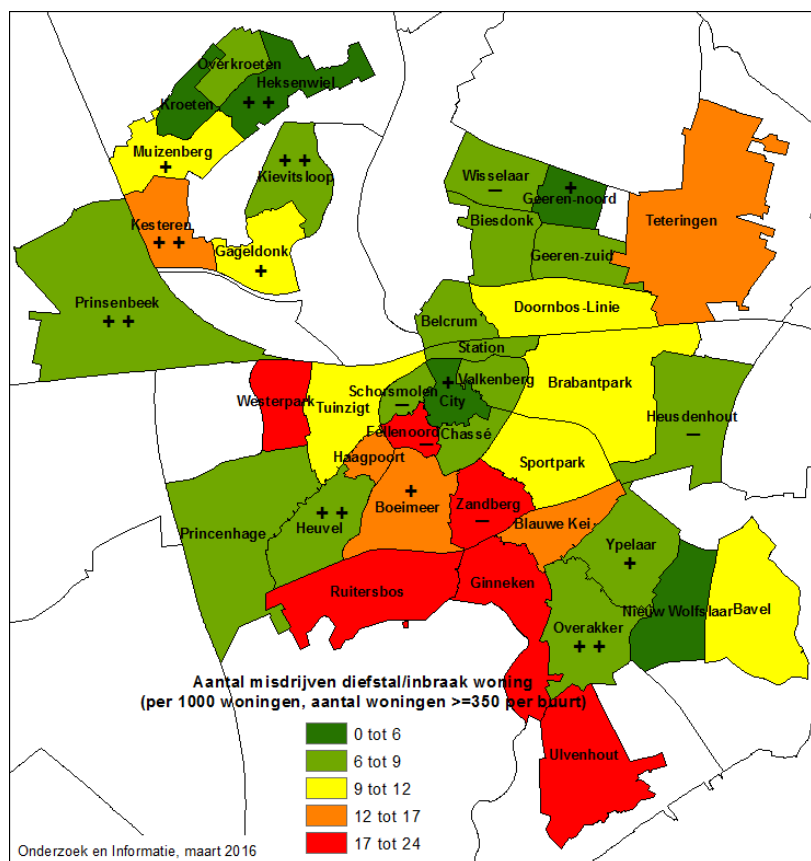 Overkroeten
Heksenwiel
+ +
Kroeten
Muizenberg
+
+ +
Kievitsloop
Kesteren
+ +
Gageldonk
+
Prinsenbeek
+ +
Wisselaar
–
+
Geeren-noord
Biesdonk
Geeren-zuid
Teteringen
Doornbos-Linie
Belcrum
Station
Schorsmolen
–
+
City
Valkenberg
Brabantpark
Westerpark
Tuinzigt
Heusdenhout
–
Fellenoord
–
Chassé
Haagpoort
Sportpark
+
Boeimeer
Zandberg
–
Blauwe Kei
Princenhage
+ +
Heuvel
Ypelaar
+
Ruitersbos
Ginneken
Overakker
+ +
Nieuw Wolfslaar
Bavel
Ulvenhout
Aantal misdrijven diefstal/inbraak woning
(per 1000 woningen, aantal woningen >=350 per buurt)
0 tot 6
6 tot 9
9 tot 12
12 tot 17
17 tot 24
Onderzoek en Informatie, maart 2016